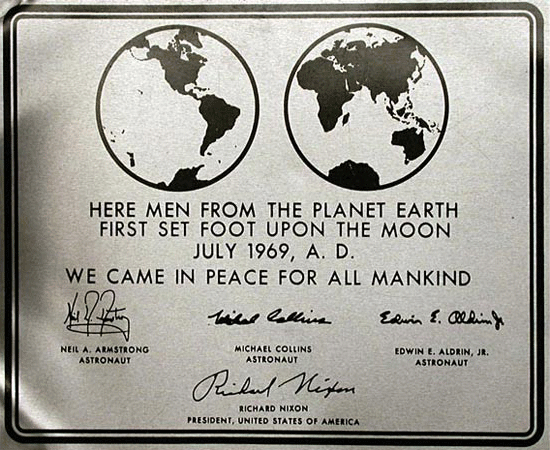 HERE MEN FROM THE PLANET EARTH
FIRST SET FOOT UPON THE MOON
JULY 1969, A. D.
WE CAME IN PEACE FOR ALL MANKIND
Neil A. Armstrong
Michael Collins
Edwin E. Aldrin Jr
NEIL A. ARMSTRONG
ASTRONAUT
MICHAEL COLLINS
ASTRONAUT
EDWIN E. ALDRIN, JR.
ASTRONAUT
Richard Nixon
RICHARD NIXON
PRESIDENT, UNITED STATES OF AMERICA